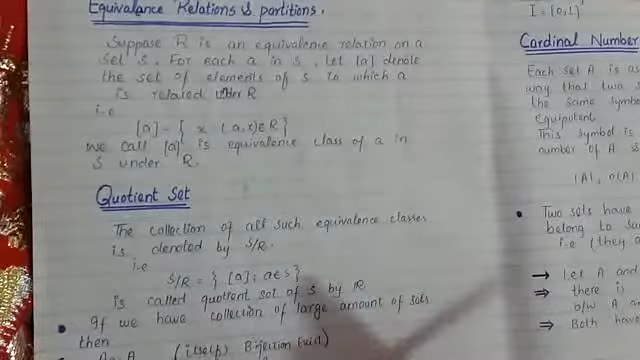 Equivalence Relations & partitions.
Suppose R is an equivalence relation on a
set S. For each a in S, let [a] denote
the set of elements of S to which a
is related under R
i.e
[a] = { x (a,x)∈R }
We call [a] is equivalence class of a in
S under R.
Quotient Set
The collection of all such equivalence classes
is denoted by S/R.
i.e
S/R = { [a]; a∈S }
is called quotient set of S by R
If we have collection of large amount of sets
then
(itself) Bijection
I = [0,1]
Cardinal Number
Each set A is as
way that two s
the same symbol
Equipotent
This symbol is
number of A
|A|, n(A)
Two sets have
belong to sa
i.e (they a
→ Let A and
⇒ there is
b/w A an
⇒ Both have